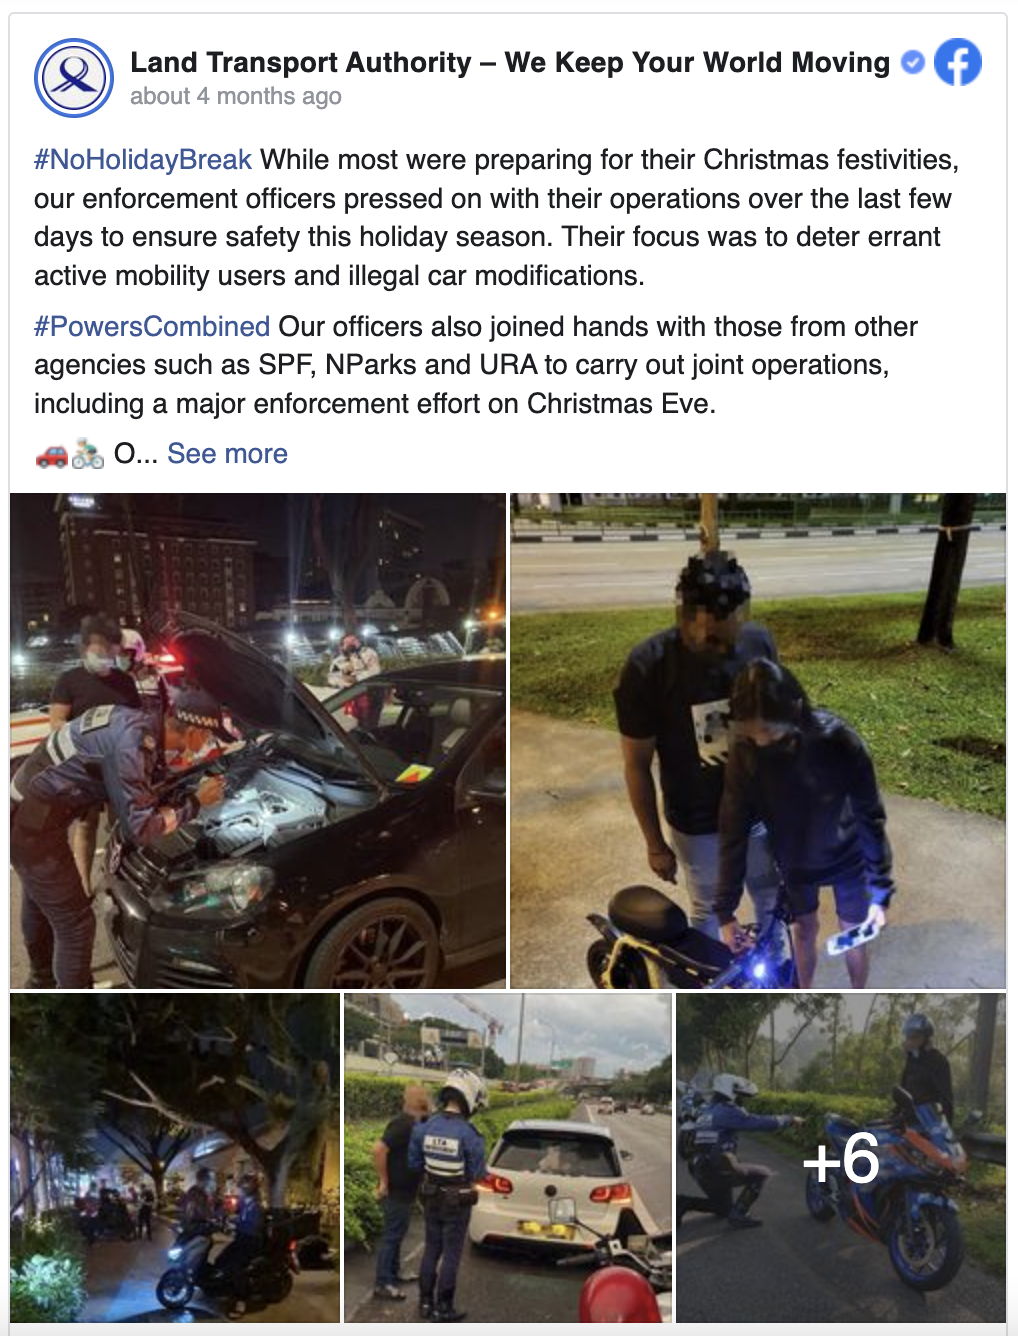 Land Transport Authority – We Keep Your World Moving
about 4 months ago
#NoHolidayBreak While most were preparing for their Christmas festivities,
our enforcement officers pressed on with their operations over the last few
days to ensure safety this holiday season. Their focus was to deter errant
active mobility users and illegal car modifications.
#PowersCombined Our officers also joined hands with those from other
agencies such as SPF, NParks and URA to carry out joint operations,
including a major enforcement effort on Christmas Eve.
🚗🚴 O... See more
LTA
+6